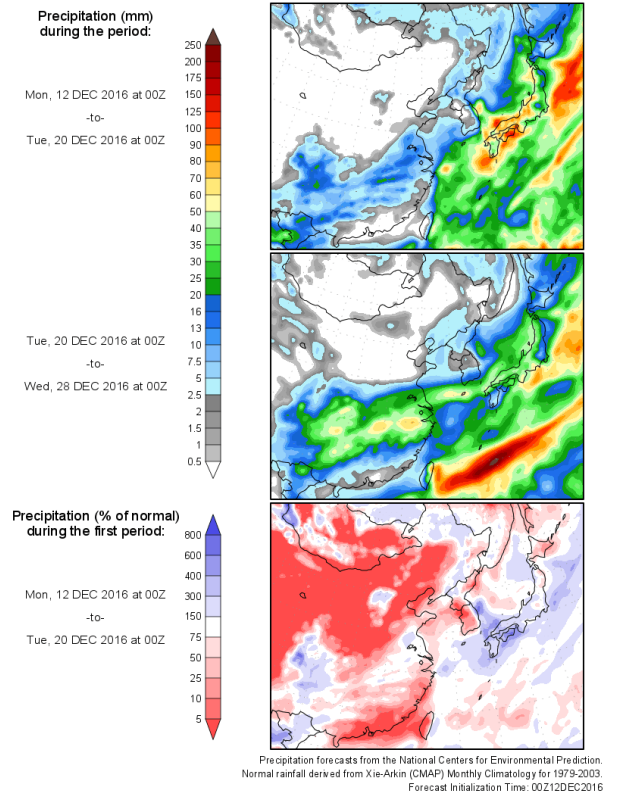 Precipitation (mm)
during the period:
250
200
175
150
125
100
90
80
70
60
50
40
35
30
25
20
16
13
10
7.5
5
2.5
2
1.5
1
0.5
Mon, 12 DEC 2016 at 00Z
-to-
Tue, 20 DEC 2016 at 00Z
Tue, 20 DEC 2016 at 00Z
-to-
Wed, 28 DEC 2016 at 00Z
Precipitation (% of normal)
during the first period:
800
600
400
300
150
75
50
25
10
5
Mon, 12 DEC 2016 at 00Z
-to-
Tue, 20 DEC 2016 at 00Z
Precipitation forecasts from the National Centers for Environmental Prediction.
Normal rainfall derived from Xie-Arkin (CMAP) Monthly Climatology for 1979-2003.
Forecast Initialization Time: 00Z12DEC2016